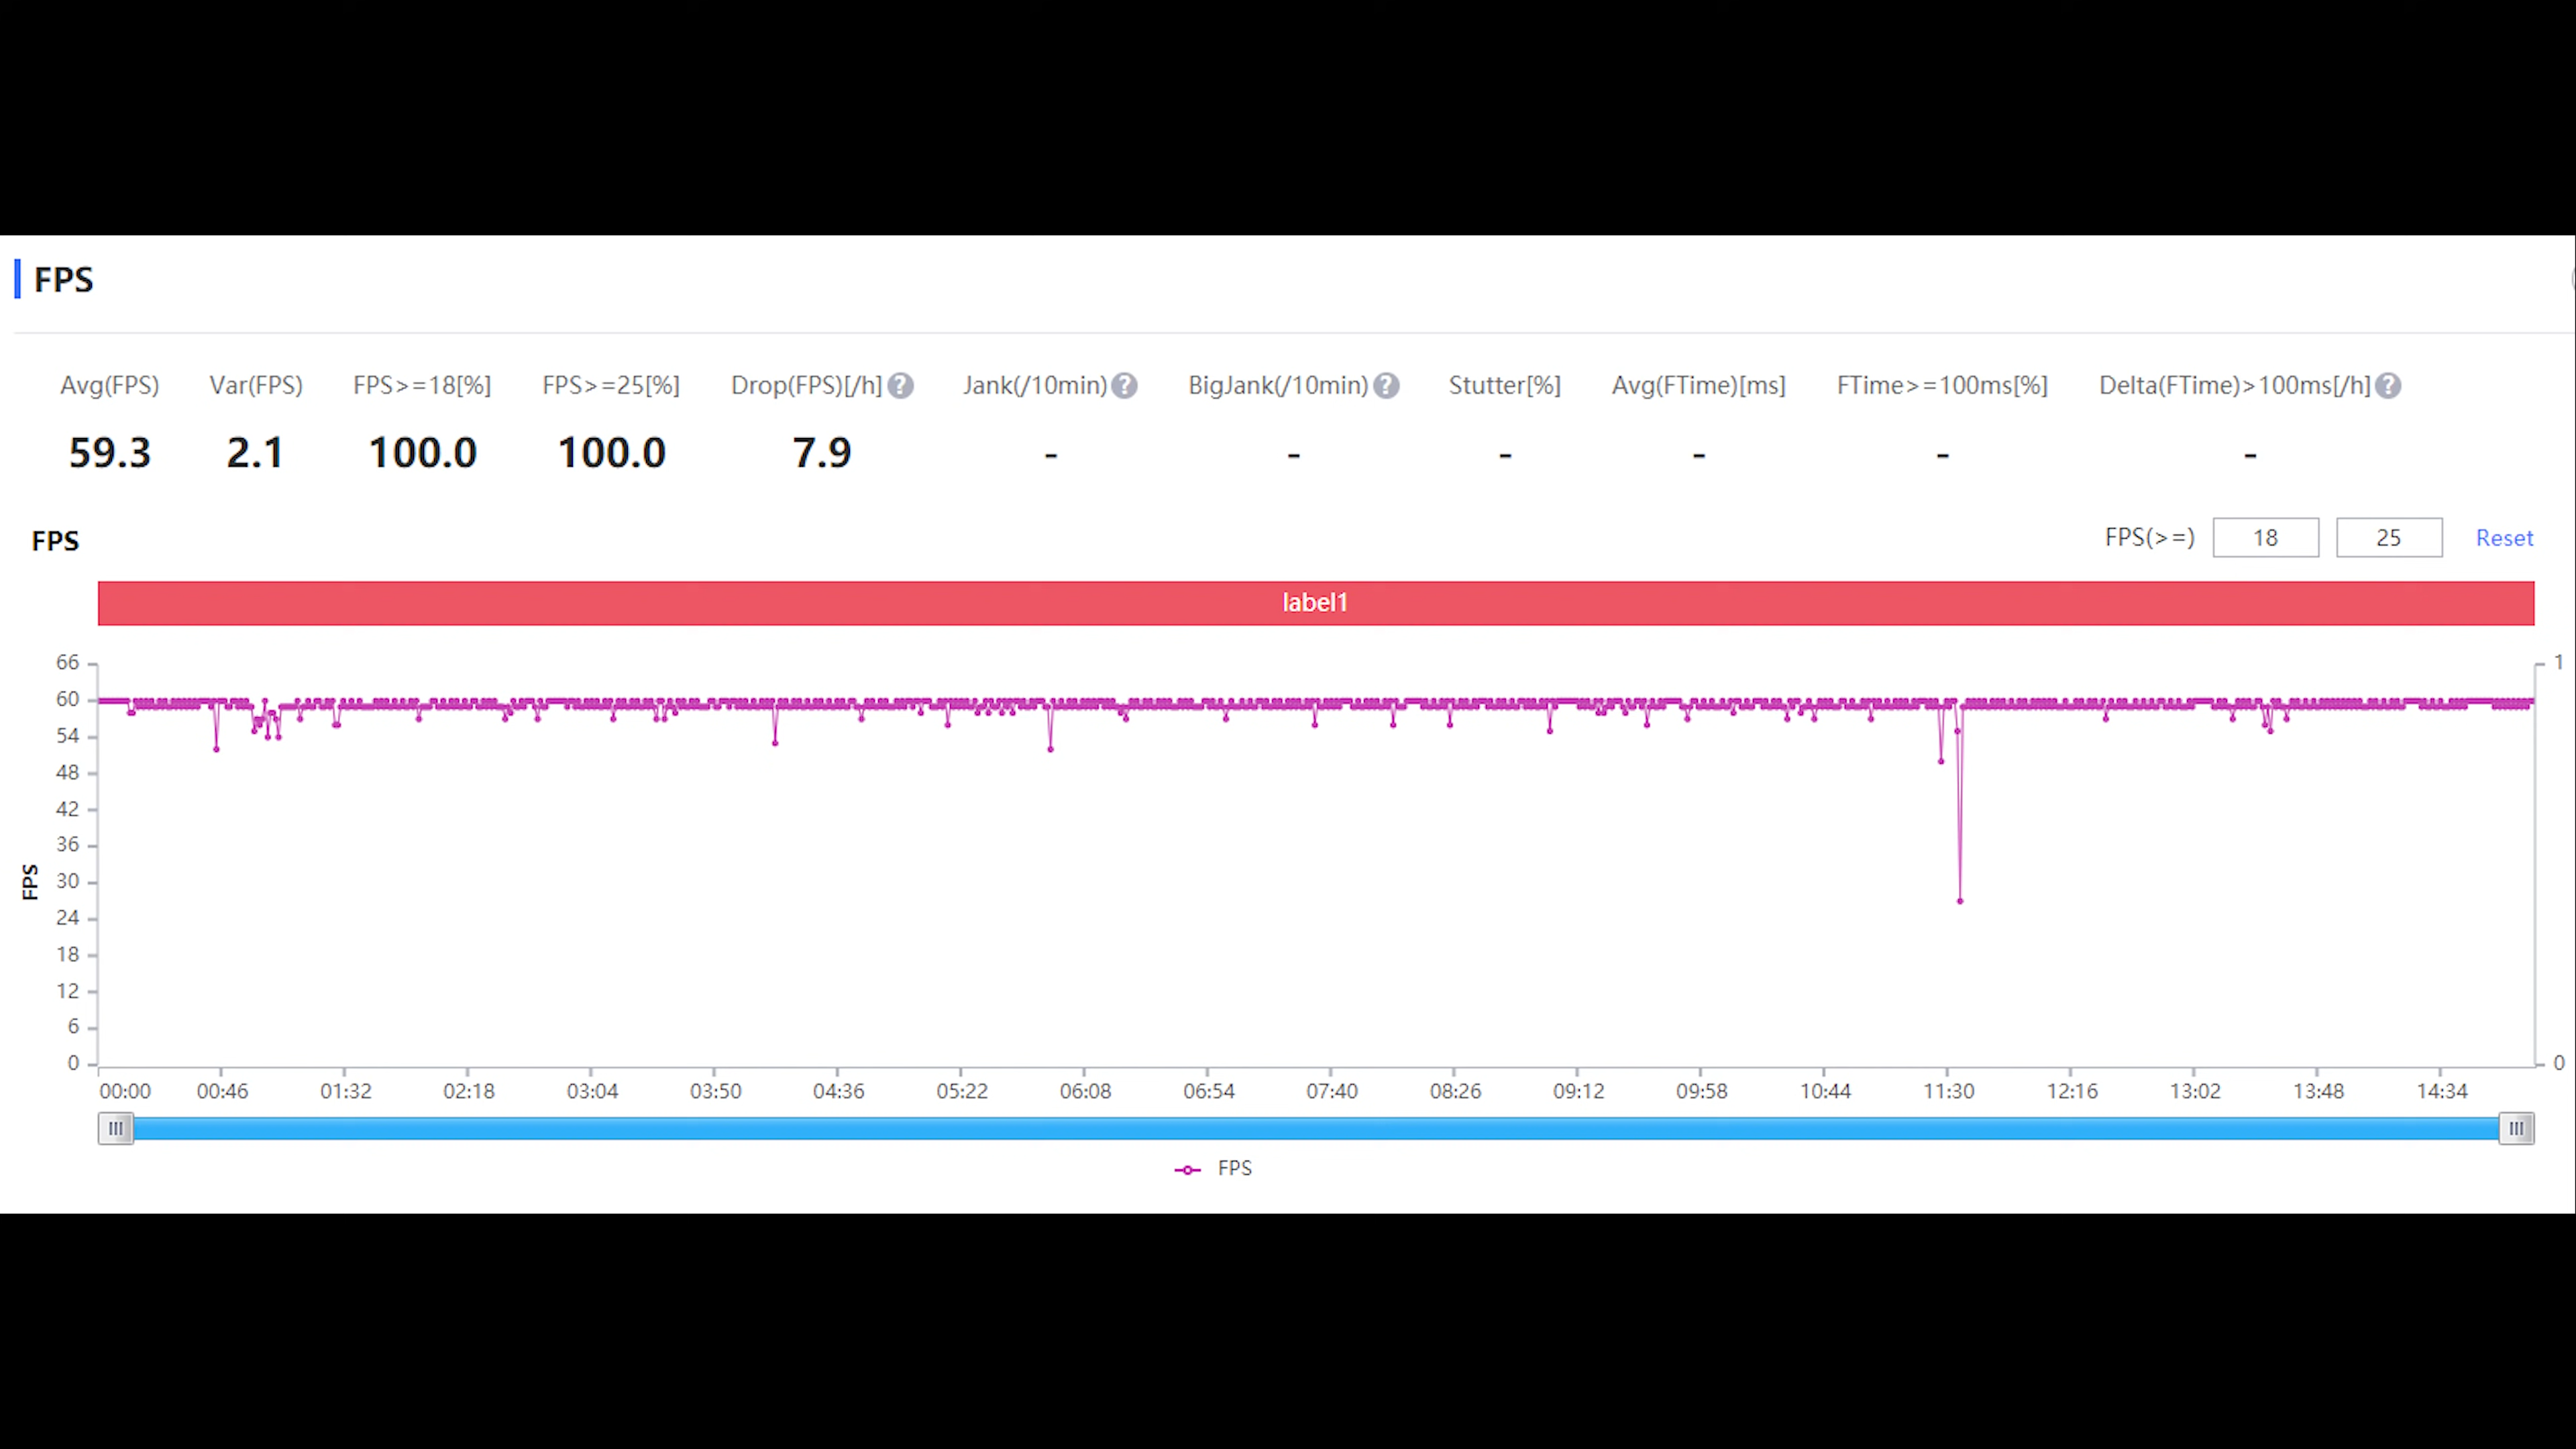 FPS
Avg(FPS) Var(FPS) FPS>=18[%] FPS>=25[%] Drop(FPS)[/h] ? Jank(/10min) ? BigJank(/10min) ? Stutter[%] Avg(FTime)[ms] FTime>=100ms[%] Delta(FTime)>100ms[/h] ?
59.3 2.1 100.0 100.0 7.9 - - - - - -
FPS FPS(>=) 18 25 Reset
label1
66 1
60
54
48
42
36
30
24
18
12
6
0 0
FPS
00:00 00:46 01:32 02:18 03:04 03:50 04:36 05:22 06:08 06:54 07:40 08:26 09:12 09:58 10:44 11:30 12:16 13:02 13:48 14:34
FPS